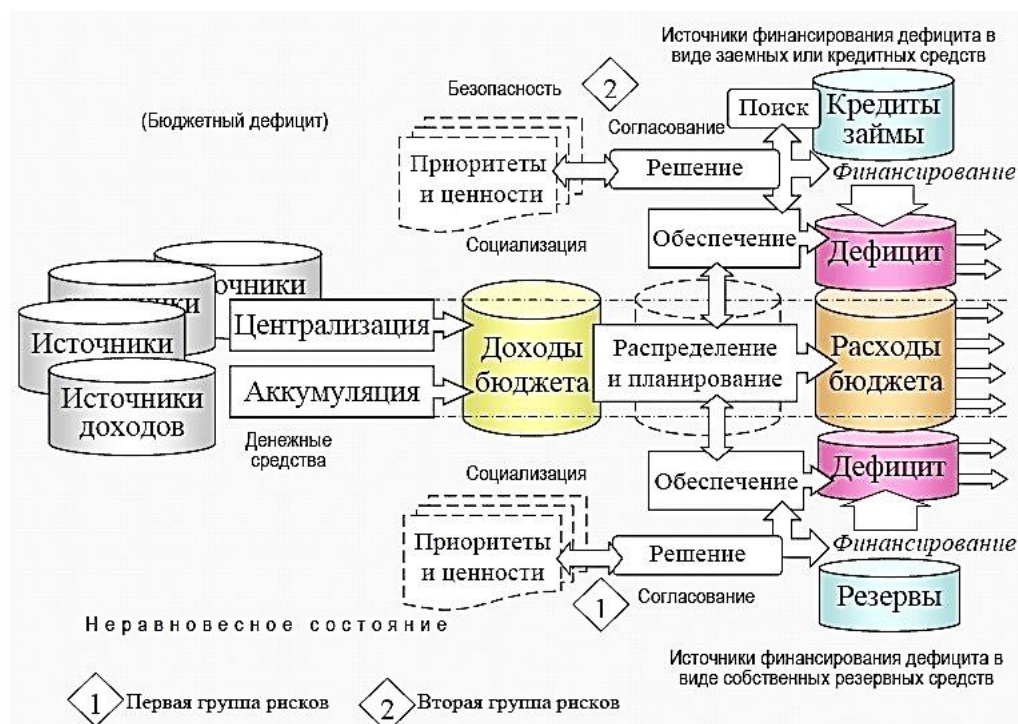 Источники финансирования дефицита в
виде заемных или кредитных средств
Безопасность
2
(Бюджетный дефицит)
Согласование
Поиск
Кредиты
займы
Приоритеты
и ценности
Решение
Финансирование
Социализация
Обеспечение
Дефицит
Источники
Источники
доходов
Централизация
Аккумуляция
Денежные
средства
Доходы
бюджета
Распределение
и планирование
Расходы
бюджета
Социализация
Обеспечение
Дефицит
Приоритеты
и ценности
Решение
Финансирование
1
Согласование
Резервы
Неравновесное состояние
Источники финансирования дефицита в
виде собственных резервных средств
1
Первая группа рисков
2
Вторая группа рисков